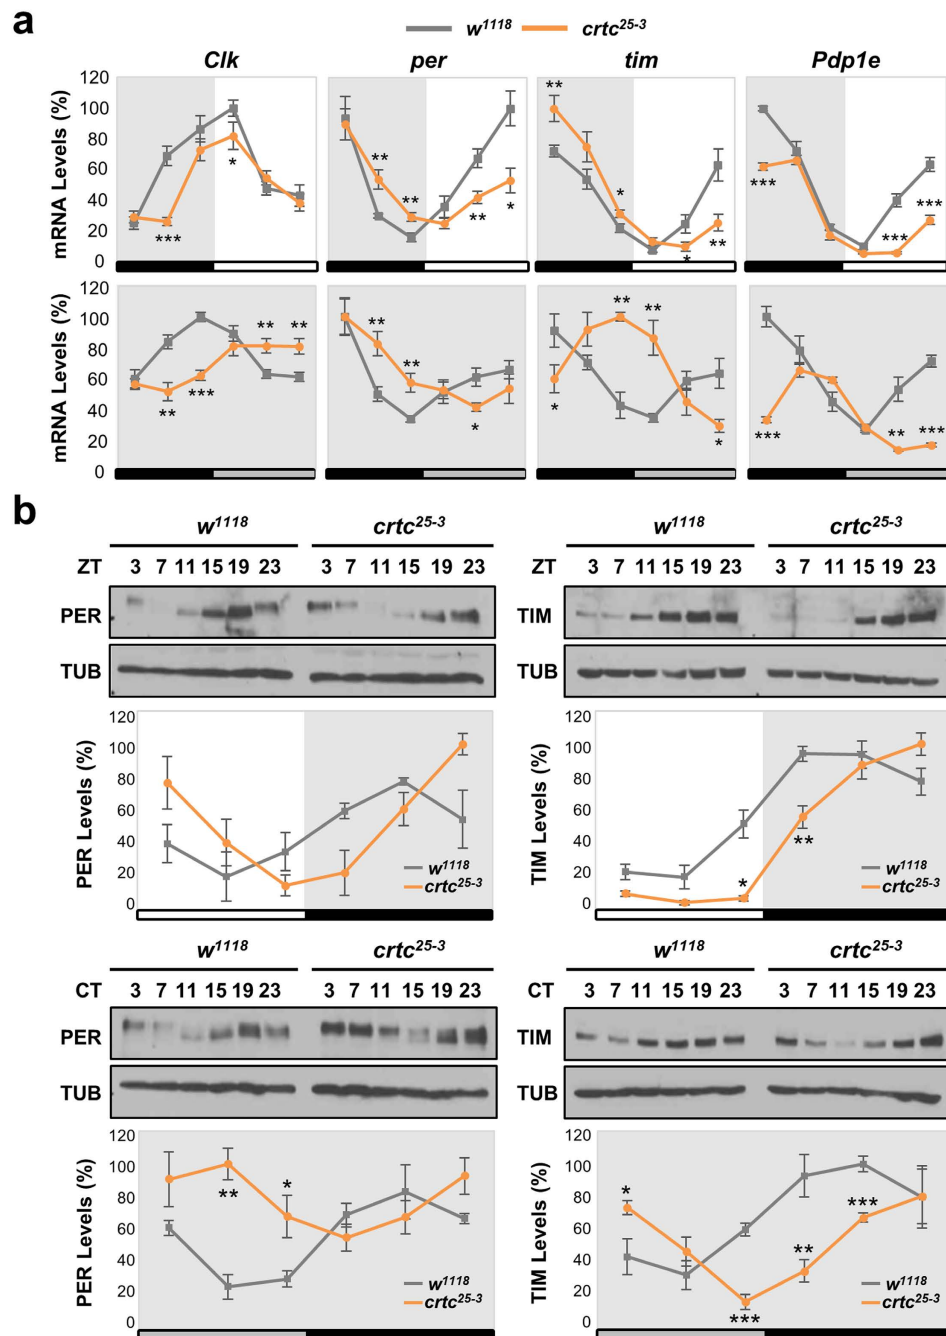 a
w1118 crtc25-3
Clk per tim Pdp1e
mRNA Levels (%)
120
100
80
60
40
20
0
***
*
**
**
**
*
**
*
*
**
***
***
***
mRNA Levels (%)
120
100
80
60
40
20
0
**
***
**
**
**
**
*
*
**
**
*
***
**
***
b
w1118 crtc25-3 w1118 crtc25-3
ZT 3 7 11 15 19 23 3 7 11 15 19 23 ZT 3 7 11 15 19 23 3 7 11 15 19 23
PER TIM
TUB TUB
PER Levels (%)
120
100
80
60
40
20
0
w1118
crtc25-3
TIM Levels (%)
120
100
80
60
40
20
0
*
**
w1118
crtc25-3
w1118 crtc25-3 w1118 crtc25-3
CT 3 7 11 15 19 23 3 7 11 15 19 23 CT 3 7 11 15 19 23 3 7 11 15 19 23
PER TIM
TUB TUB
PER Levels (%)
120
100
80
60
40
20
0
**
*
w1118
crtc25-3
TIM Levels (%)
120
100
80
60
40
20
0
*
***
**
***
w1118
crtc25-3